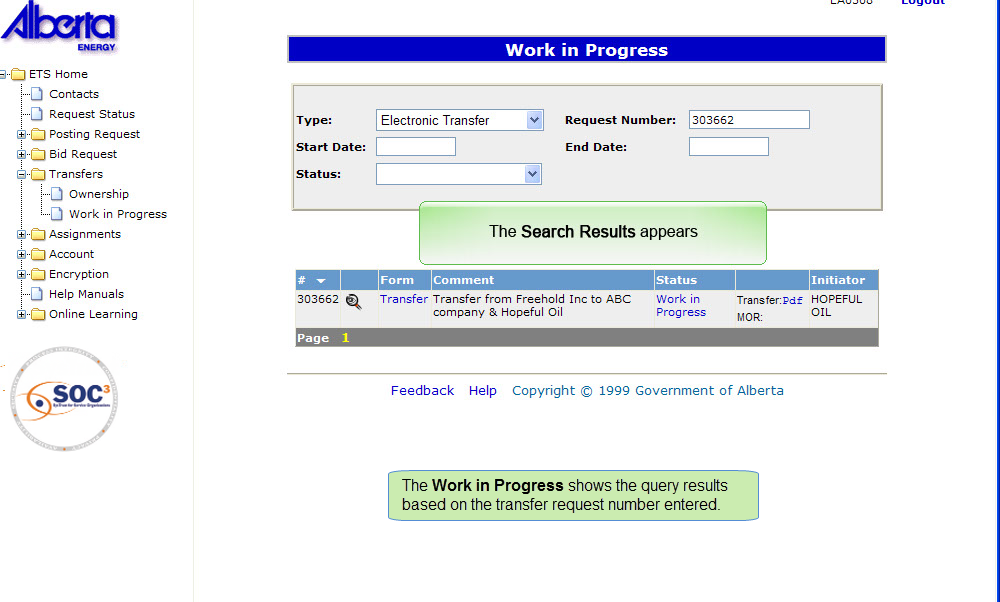 Logout
Alberta
ENERGY
ETS Home
Contacts
Request Status
Posting Request
Bid Request
Transfers
Ownership
Work in Progress
Assignments
Account
Encryption
Help Manuals
Online Learning
SOC3
Work in Progress
Type: Electronic Transfer Request Number: 303662
Start Date: End Date:
Status:
The Search Results appears
# Form Comment Status Initiator
303662 Transfer Transfer from Freehold Inc to ABC Work in Transfer:Pdf HOPEFUL
company & Hopeful Oil Progress MOR: OIL
Page 1
Feedback Help Copyright © 1999 Government of Alberta
The Work in Progress shows the query results
based on the transfer request number entered.